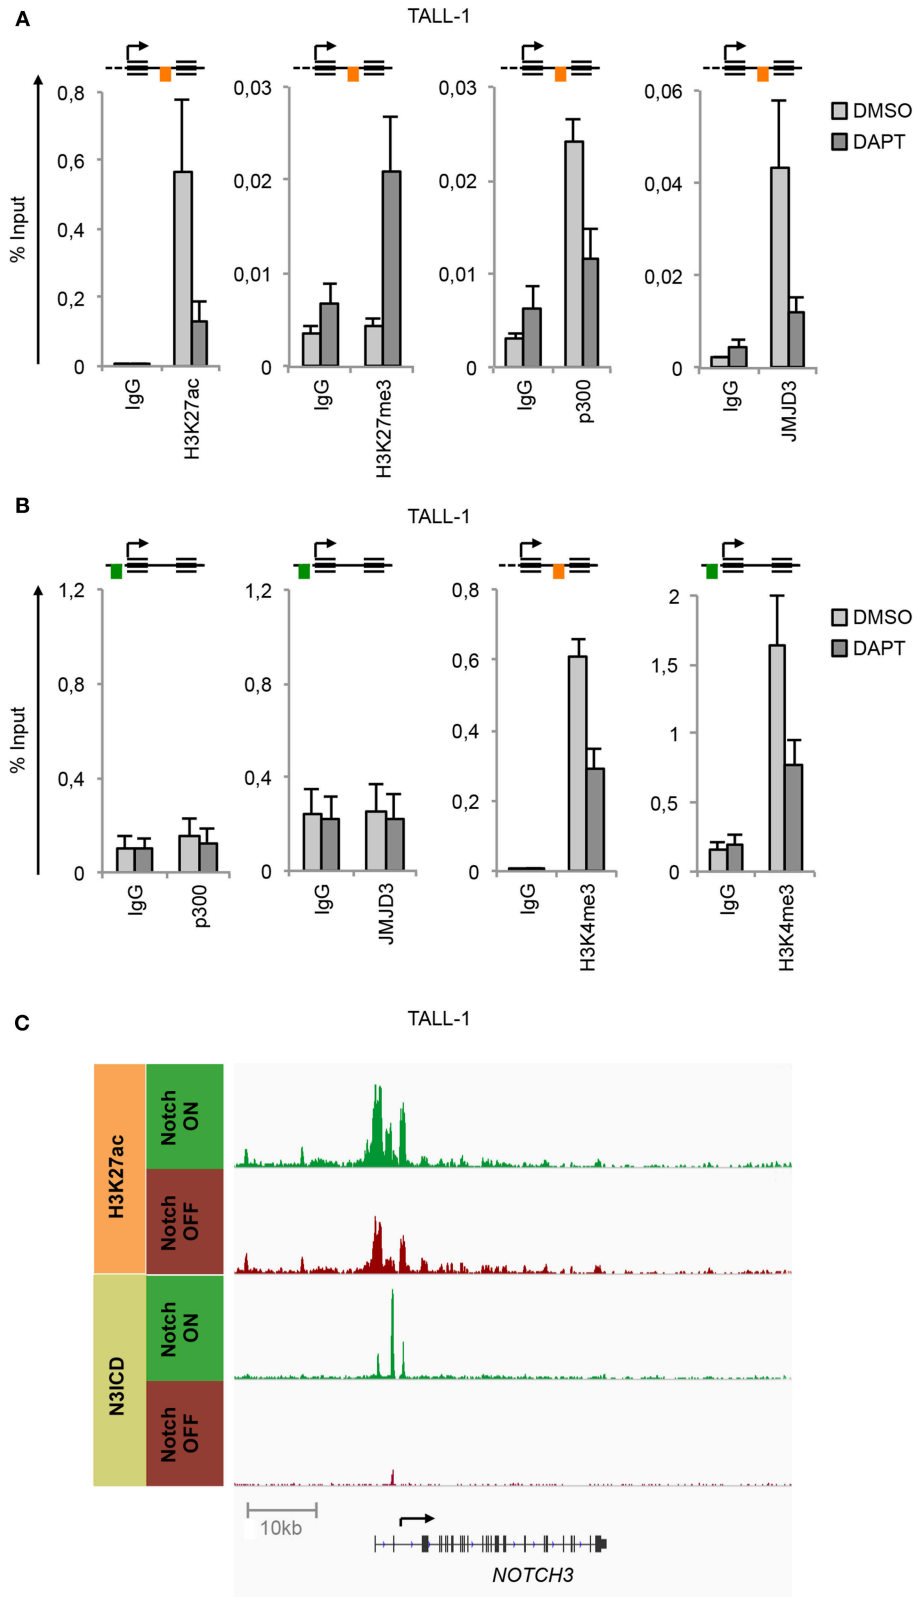 A
TALL-1
% Input
0,8
0,6
0,4
0,2
0
IgG
H3K27ac
0,03
0,02
0,01
0
IgG
H3K27me3
0,03
0,02
0,01
0
IgG
p300
0,06
0,04
0,02
0
IgG
JMJD3
DMSO
DAPT
B
TALL-1
% Input
1,2
0,8
0,4
0
IgG
p300
1,2
0,8
0,4
0
IgG
JMJD3
0,8
0,6
0,4
0,2
0
IgG
H3K4me3
2
1,5
1
0,5
0
IgG
H3K4me3
DMSO
DAPT
C
TALL-1
H3K27ac
Notch
ON
Notch
OFF
N3ICD
Notch
ON
Notch
OFF
10kb
NOTCH3